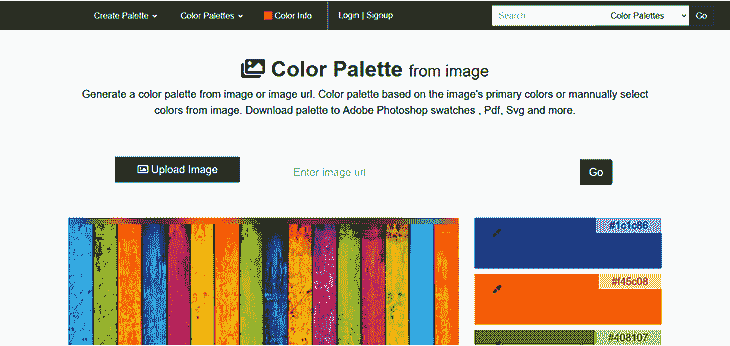 Create Palette Color Palettes Color Info Login | Signup Search Color Palettes Go
Color Palette from image
Generate a color palette from image or image url. Color palette based on the image's primary colors or mannually select
colors from image. Download palette to Adobe Photoshop swatches , Pdf, Svg and more.
Upload Image Enter image url Go
#1c1c86
#f45c08
#408107